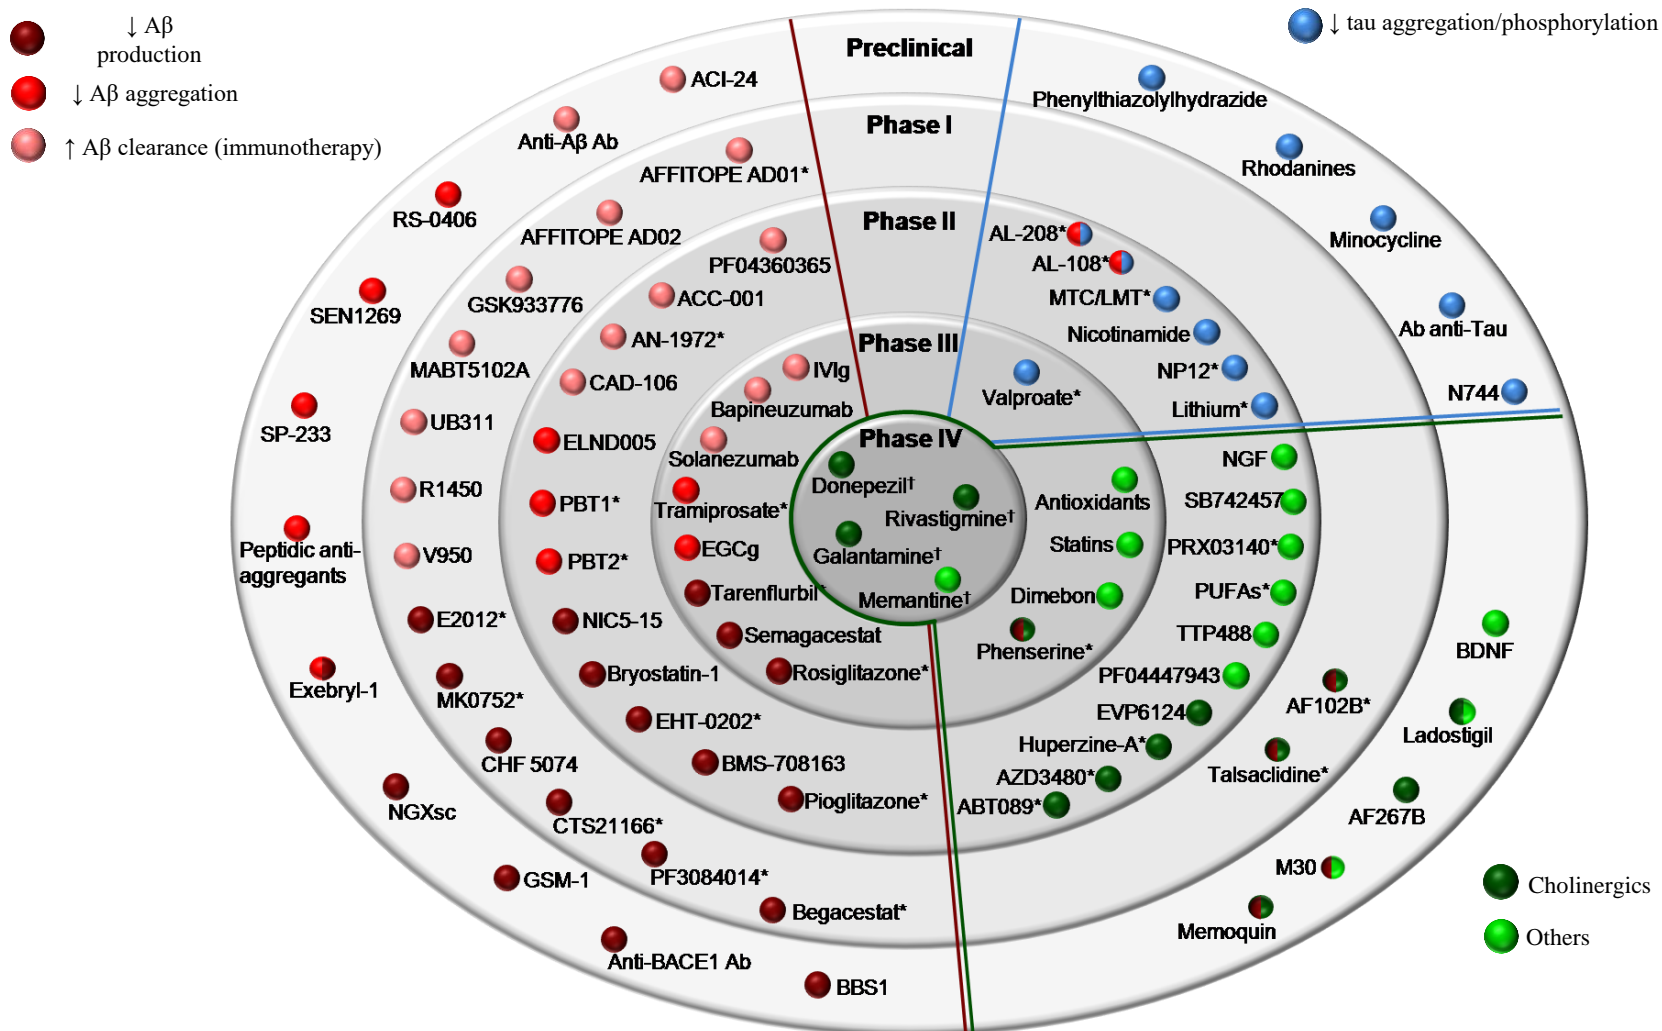 ↓ Aβ
production
↓ Aβ aggregation
↑ Aβ clearance (immunotherapy)
↓ tau aggregation/phosphorylation
Preclinical
Phase I
Phase II
Phase III
Phase IV
ACI-24
Anti-Aβ Ab
RS-0406
SEN1269
SP-233
Peptidic anti-
aggregants
Exebryl-1
NGXsc
GSM-1
Anti-BACE1 Ab
BBS1
AFFITOPE AD01*
AFFITOPE AD02
GSK933776
MABT5102A
UB311
R1450
V950
E2012*
MK0752*
CHF 5074
CTS21166*
PF3084014*
Begacestat*
PF04360365
ACC-001
AN-1972*
CAD-106
ELND005
PBT1*
PBT2*
NIC5-15
Bryostatin-1
EHT-0202*
BMS-708163
Pioglitazone*
IVIg
Bapineuzumab
Solanezumab
Tramiprosate*
EGCg
Tarenflurbil*
Semagacestat
Rosiglitazone*
Donepezil†
Rivastigmine†
Galantamine†
Memantine†
Phenylthiazolylhydrazide
Rhodanines
Minocycline
Ab anti-Tau
N744
AL-208*
AL-108*
MTC/LMT*
Nicotinamide
NP12*
Lithium*
Valproate*
Antioxidants
Statins
Dimebon
Phenserine*
NGF
SB742457
PRX03140*
PUFAs*
TTP488
PF04447943
EVP6124
Huperzine-A*
AZD3480*
ABT089*
AF102B*
Talsaclidine*
BDNF
Ladostigil
AF267B
M30
Memoquin
Cholinergics
Others